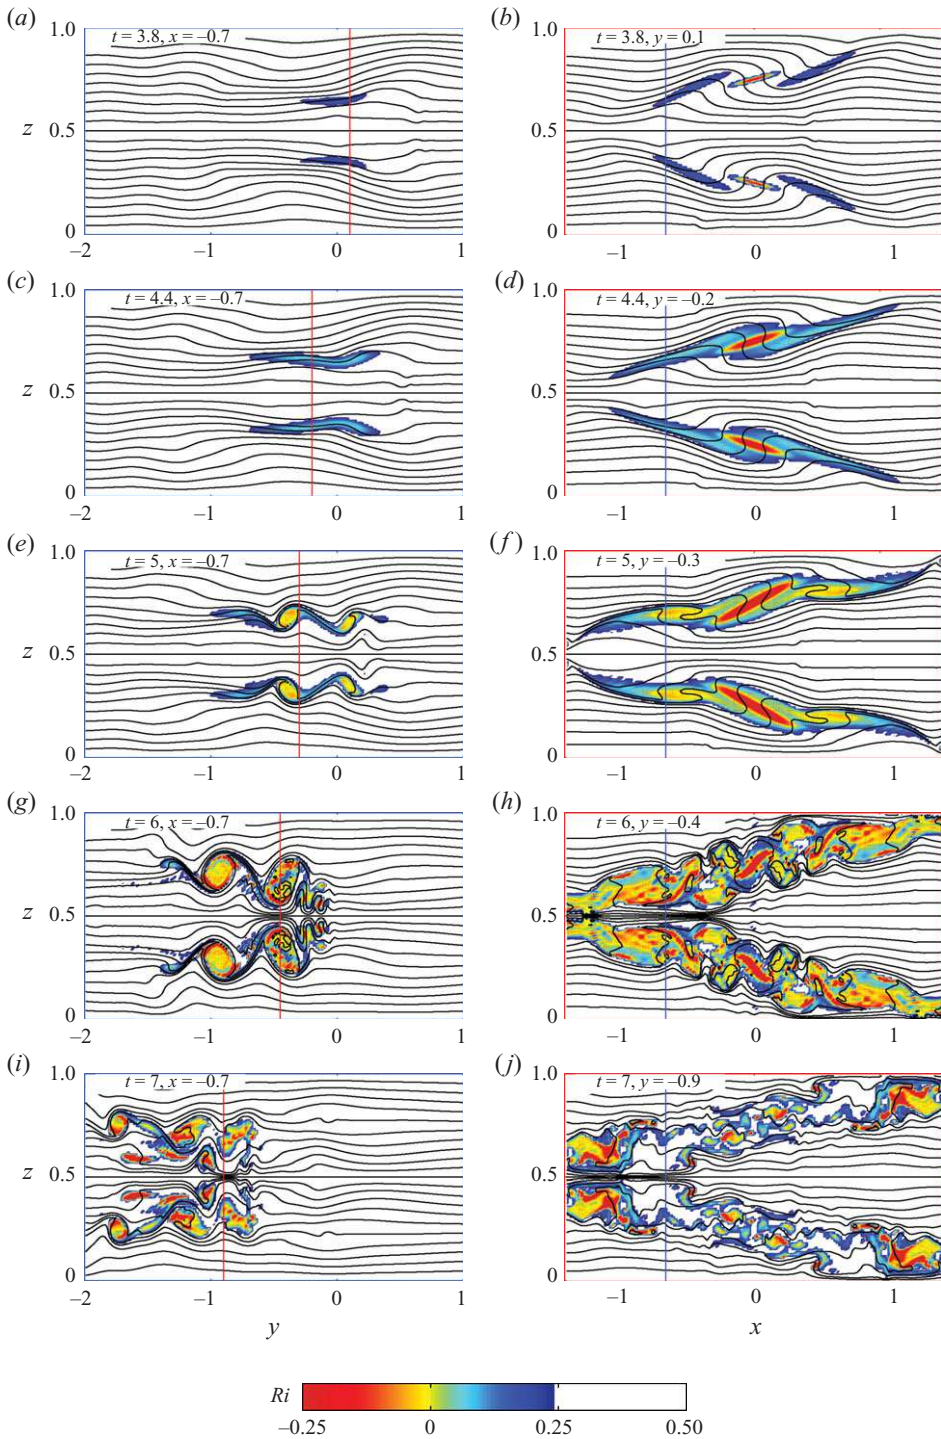 (a) (b)
1.0 t = 3.8, x = –0.7 1.0 t = 3.8, y = 0.1
z 0.5 0.5
0 0
–2 –1 0 1 –1 0 1
(c) (d)
1.0 t = 4.4, x = –0.7 1.0 t = 4.4, y = –0.2
z 0.5 0.5
0 0
–2 –1 0 1 –1 0 1
(e) (f)
1.0 t = 5, x = –0.7 1.0 t = 5, y = –0.3
z 0.5 0.5
0 0
–2 –1 0 1 –1 0 1
(g) (h)
1.0 t = 6, x = –0.7 1.0 t = 6, y = –0.4
z 0.5 0.5
0 0
–2 –1 0 1 –1 0 1
(i) (j)
1.0 t = 7, x = –0.7 1.0 t = 7, y = –0.9
z 0.5 0.5
0 0
–2 –1 0 1 –1 0 1
y x
Ri
–0.25 0 0.25 0.50